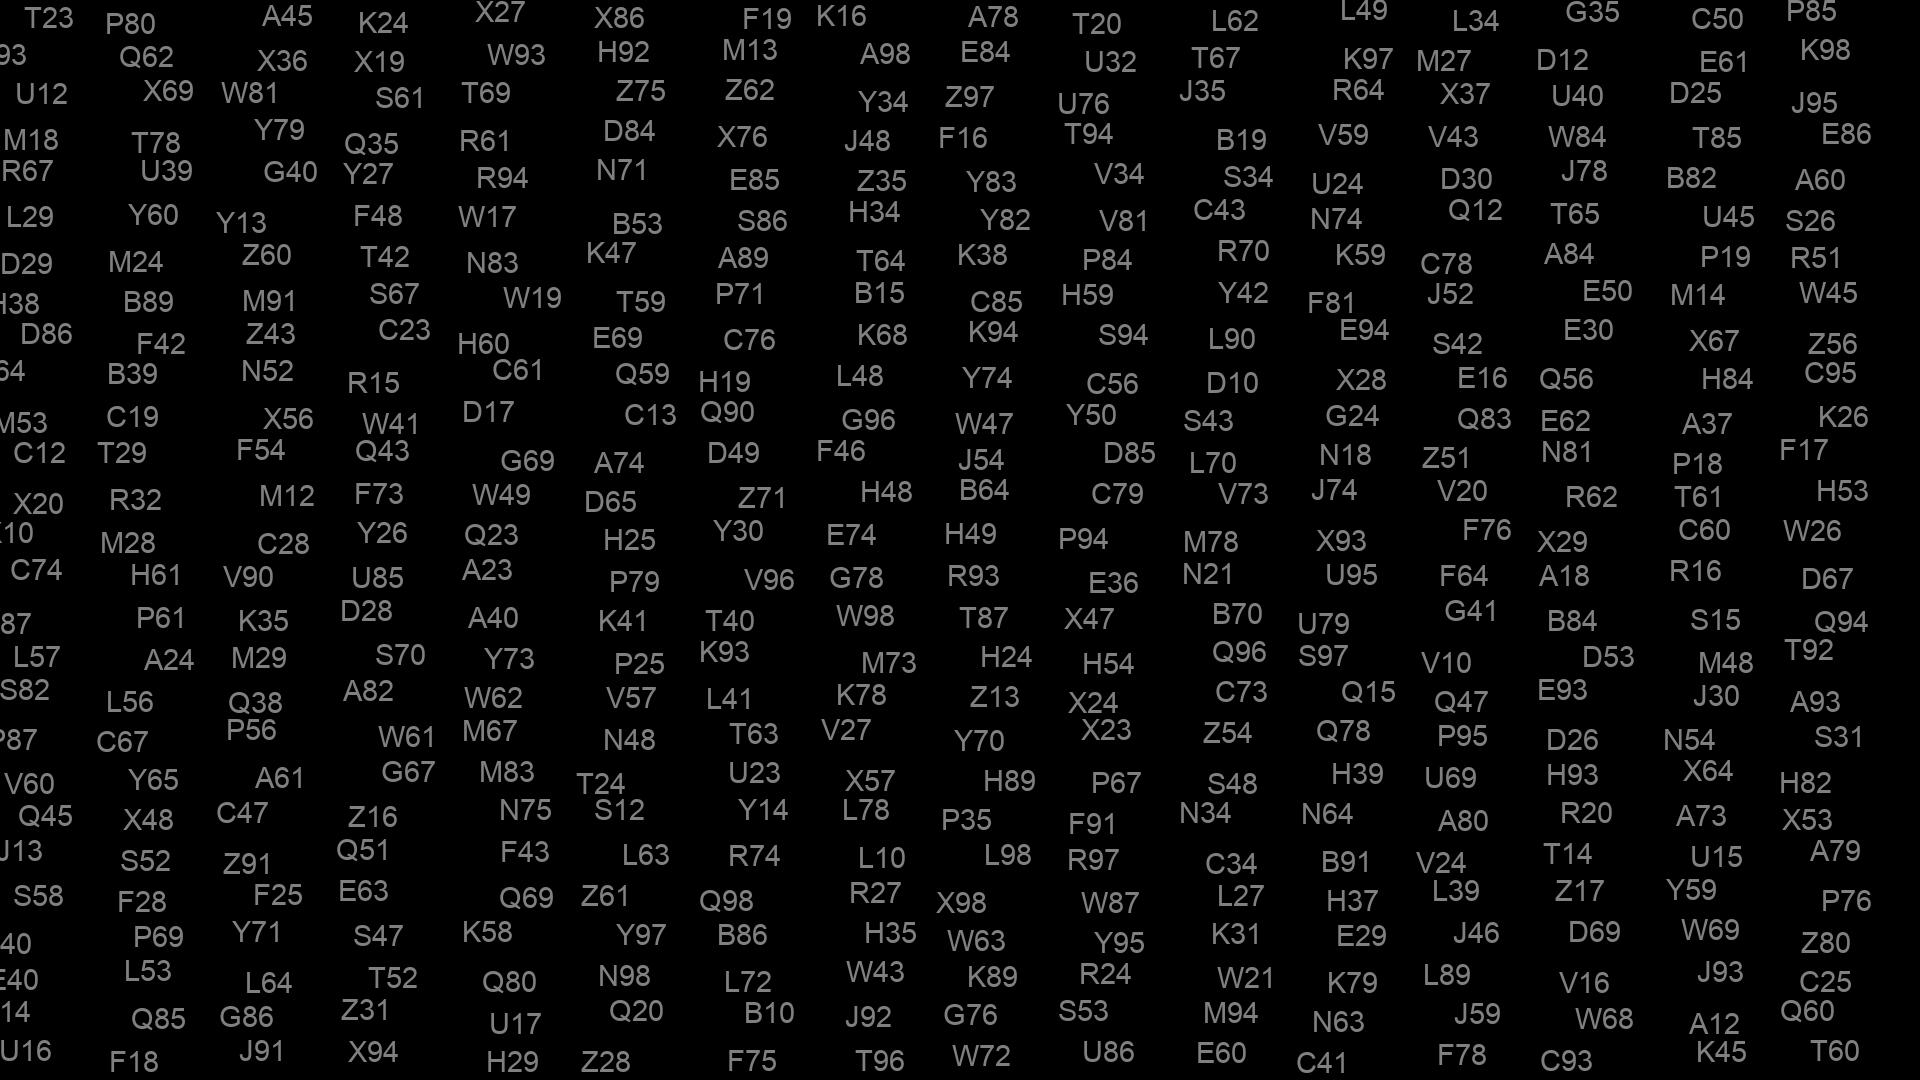 T23 P80 A45 K24 X27 X86 F19 K16 A78 T20 L62 L49 L34 G35 C50 P85
93 Q62 X36 X19 W93 H92 M13 A98 E84 U32 T67 K97 M27 D12 E61 K98
U12 X69 W81 S61 T69 Z75 Z62 Y34 Z97 U76 J35 R64 X37 U40 D25 J95
M18 T78 Y79 Q35 R61 D84 X76 J48 F16 T94 B19 V59 V43 W84 T85 E86
R67 U39 G40 Y27 R94 N71 E85 Z35 Y83 V34 S34 U24 D30 J78 B82 A60
L29 Y60 Y13 F48 W17 B53 S86 H34 Y82 V81 C43 N74 Q12 T65 U45 S26
D29 M24 Z60 T42 N83 K47 A89 T64 K38 P84 R70 K59 C78 A84 P19 R51
H38 B89 M91 S67 W19 T59 P71 B15 C85 H59 Y42 F81 J52 E50 M14 W45
D86 F42 Z43 C23 H60 E69 C76 K68 K94 S94 L90 E94 S42 E30 X67 Z56
64 B39 N52 R15 C61 Q59 H19 L48 Y74 C56 D10 X28 E16 Q56 H84 C95
M53 C19 X56 W41 D17 C13 Q90 G96 W47 Y50 S43 G24 Q83 E62 A37 K26
C12 T29 F54 Q43 G69 A74 D49 F46 J54 D85 L70 N18 Z51 N81 P18 F17
X20 R32 M12 F73 W49 D65 Z71 H48 B64 C79 V73 J74 V20 R62 T61 H53
10 M28 C28 Y26 Q23 H25 Y30 E74 H49 P94 M78 X93 F76 X29 C60 W26
C74 H61 V90 U85 A23 P79 V96 G78 R93 E36 N21 U95 F64 A18 R16 D67
87 P61 K35 D28 A40 K41 T40 W98 T87 X47 B70 U79 G41 B84 S15 Q94
L57 A24 M29 S70 Y73 P25 K93 M73 H24 H54 Q96 S97 V10 D53 M48 T92
S82 L56 Q38 A82 W62 V57 L41 K78 Z13 X24 C73 Q15 Q47 E93 J30 A93
P87 C67 P56 W61 M67 N48 T63 V27 Y70 X23 Z54 Q78 P95 D26 N54 S31
V60 Y65 A61 G67 M83 T24 U23 X57 H89 P67 S48 H39 U69 H93 X64 H82
Q45 X48 C47 Z16 N75 S12 Y14 L78 P35 F91 N34 N64 A80 R20 A73 X53
J13 S52 Z91 Q51 F43 L63 R74 L10 L98 R97 C34 B91 V24 T14 U15 A79
S58 F28 F25 E63 Q69 Z61 Q98 R27 X98 W87 L27 H37 L39 Z17 Y59 P76
40 P69 Y71 S47 K58 Y97 B86 H35 W63 Y95 K31 E29 J46 D69 W69 Z80
E40 L53 L64 T52 Q80 N98 L72 W43 K89 R24 W21 K79 L89 V16 J93 C25
14 Q85 G86 Z31 U17 Q20 B10 J92 G76 S53 M94 N63 J59 W68 A12 Q60
U16 F18 J91 X94 H29 Z28 F75 T96 W72 U86 E60 C41 F78 C93 K45 T60